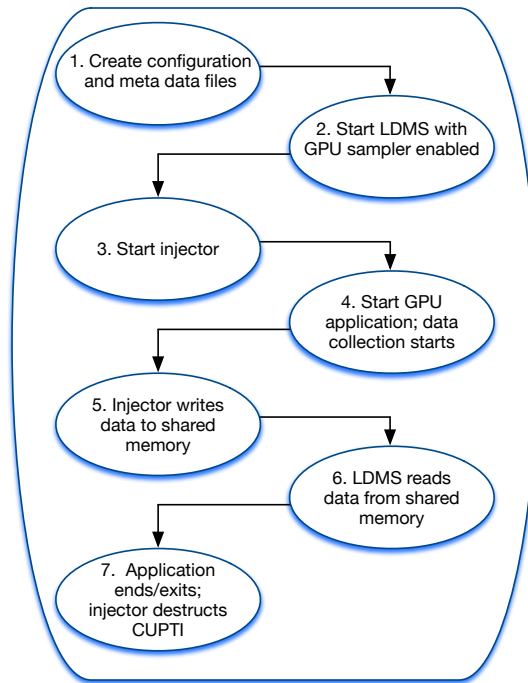 1. Create configuration
and meta data files
2. Start LDMS with
GPU sampler enabled
3. Start injector
4. Start GPU
application; data
collection starts
5. Injector writes
data to shared
memory
6. LDMS reads
data from shared
memory
7. Application
ends/exits;
injector destructs
CUPTI